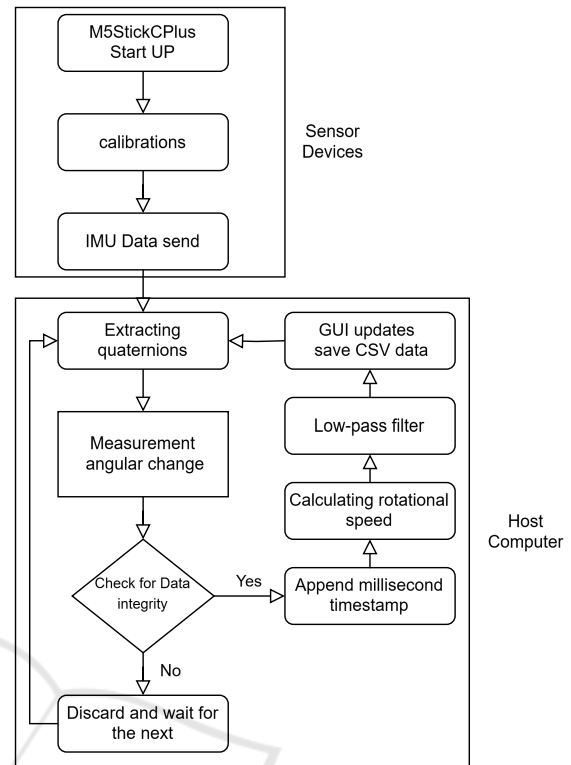 M5StickCPlus
Start UP
calibrations
Sensor
Devices
IMU Data send
Extracting
quaternions
GUI updates
save CSV data
Measurement
angular change
Low-pass filter
Calculating rotational
speed
Host
Computer
Check for Data
integrity
Yes
Append millisecond
timestamp
No
Discard and wait for
the next